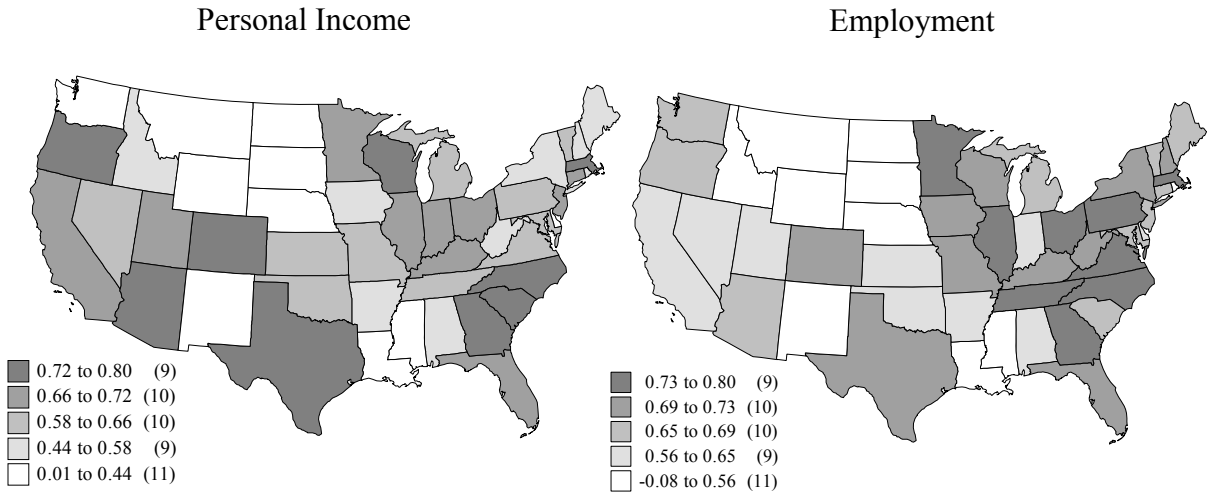 Personal Income
0.72 to 0.80 (9)
0.66 to 0.72 (10)
0.58 to 0.66 (10)
0.44 to 0.58 (9)
0.01 to 0.44 (11)
Employment
0.73 to 0.80 (9)
0.69 to 0.73 (10)
0.65 to 0.69 (10)
0.56 to 0.65 (9)
-0.08 to 0.56 (11)